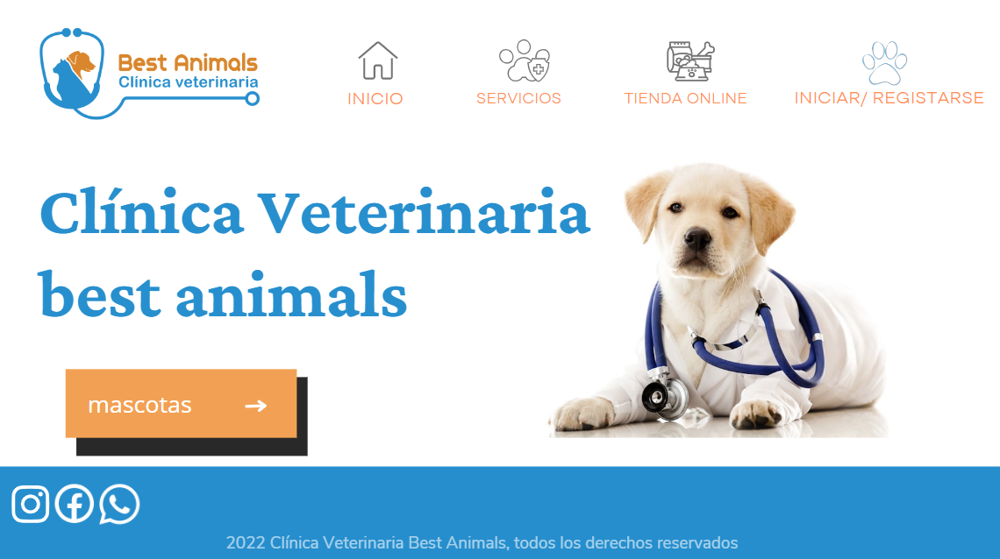 Best Animals
Clínica veterinaria
INICIO
SERVICIOS
TIENDA ONLINE
INICIAR/ REGISTARSE
Clínica Veterinaria
best animals
mascotas
2022 Clínica Veterinaria Best Animals, todos los derechos reservados